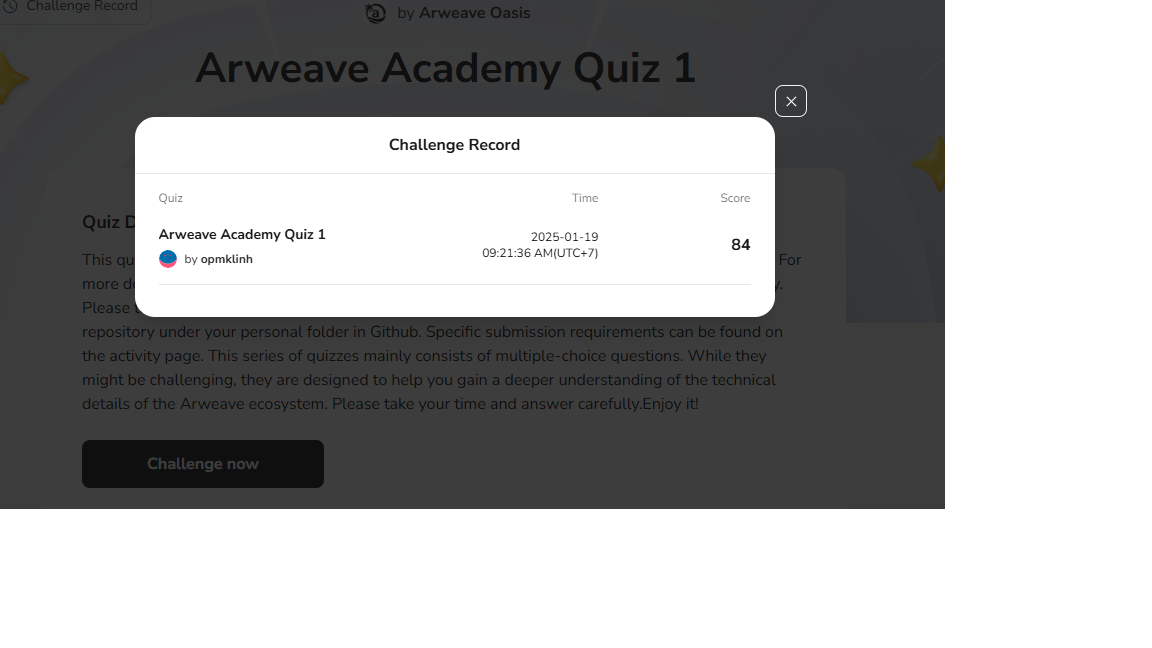 Challenge Record
by Arweave Oasis
Arweave Academy Quiz 1
Challenge Record
Quiz Time Score
Arweave Academy Quiz 1
by opmklinh
2025-01-19
09:21:36 AM(UTC+7)
84
Quiz D
This qu For
more de y.
Please t
repository under your personal folder in Github. Specific submission requirements can be found on
the activity page. This series of quizzes mainly consists of multiple-choice questions. While they
might be challenging, they are designed to help you gain a deeper understanding of the technical
details of the Arweave ecosystem. Please take your time and answer carefully.Enjoy it!
Challenge now